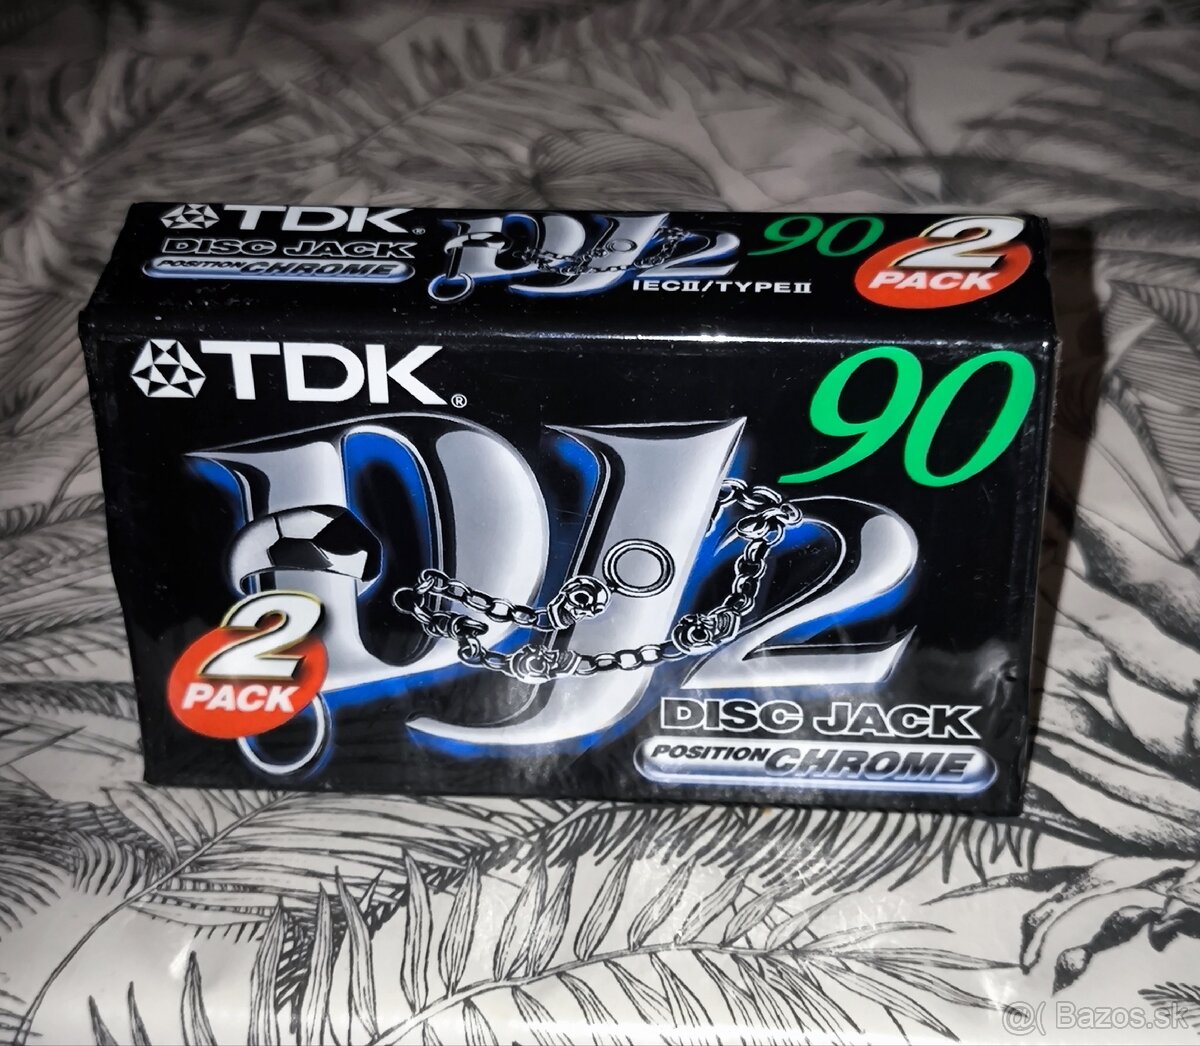 TDK®
DISC JACK
POSITION CHROME
DJ2
IECII/TYPEII
90
2
PACK
TDK®
90
DJ2
2
PACK
DISC JACK
POSITION CHROME
@( Bazos.sk